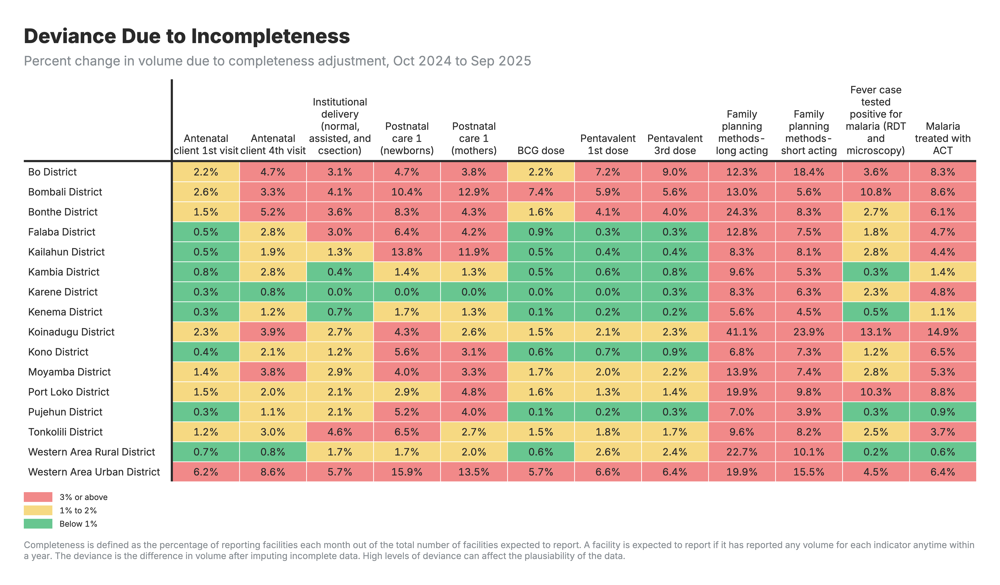 Deviance Due to Incompleteness
Percent change in volume due to completeness adjustment, Oct 2024 to Sep 2025
Antenatal client 1st visit
Antenatal client 4th visit
Institutional delivery (normal, assisted, and csection)
Postnatal care 1 (newborns)
Postnatal care 1 (mothers)
BCG dose
Pentavalent 1st dose
Pentavalent 3rd dose
Family planning methods- long acting
Family planning methods- short acting
Fever case tested positive for malaria (RDT and microscopy)
Malaria treated with ACT
Bo District 2.2% 4.7% 3.1% 4.7% 3.8% 2.2% 7.2% 9.0% 12.3% 18.4% 3.6% 8.3%
Bombali District 2.6% 3.3% 4.1% 10.4% 12.9% 7.4% 5.9% 5.6% 13.0% 5.6% 10.8% 8.6%
Bonthe District 1.5% 5.2% 3.6% 8.3% 4.3% 1.6% 4.1% 4.0% 24.3% 8.3% 2.7% 6.1%
Falaba District 0.5% 2.8% 3.0% 6.4% 4.2% 0.9% 0.3% 0.3% 12.8% 7.5% 1.8% 4.7%
Kailahun District 0.5% 1.9% 1.3% 13.8% 11.9% 0.5% 0.4% 0.4% 8.3% 8.1% 2.8% 4.4%
Kambia District 0.8% 2.8% 0.4% 1.4% 1.3% 0.5% 0.6% 0.8% 9.6% 5.3% 0.3% 1.4%
Karene District 0.3% 0.8% 0.0% 0.0% 0.0% 0.0% 0.0% 0.3% 8.3% 6.3% 2.3% 4.8%
Kenema District 0.3% 1.2% 0.7% 1.7% 1.3% 0.1% 0.2% 0.2% 5.6% 4.5% 0.5% 1.1%
Koinadugu District 2.3% 3.9% 2.7% 4.3% 2.6% 1.5% 2.1% 2.3% 41.1% 23.9% 13.1% 14.9%
Kono District 0.4% 2.1% 1.2% 5.6% 3.1% 0.6% 0.7% 0.9% 6.8% 7.3% 1.2% 6.5%
Moyamba District 1.4% 3.8% 2.9% 4.0% 3.3% 1.7% 2.0% 2.2% 13.9% 7.4% 2.8% 5.3%
Port Loko District 1.5% 2.0% 2.1% 2.9% 4.8% 1.6% 1.3% 1.4% 19.9% 9.8% 10.3% 8.8%
Pujehun District 0.3% 1.1% 2.1% 5.2% 4.0% 0.1% 0.2% 0.3% 7.0% 3.9% 0.3% 0.9%
Tonkolili District 1.2% 3.0% 4.6% 6.5% 2.7% 1.5% 1.8% 1.7% 9.6% 8.2% 2.5% 3.7%
Western Area Rural District 0.7% 0.8% 1.7% 1.7% 2.0% 0.6% 2.6% 2.4% 22.7% 10.1% 0.2% 0.6%
Western Area Urban District 6.2% 8.6% 5.7% 15.9% 13.5% 5.7% 6.6% 6.4% 19.9% 15.5% 4.5% 6.4%
3% or above
1% to 2%
Below 1%
Completeness is defined as the percentage of reporting facilities each month out of the total number of facilities expected to report. A facility is expected to report if it has reported any volume for each indicator anytime within
a year. The deviance is the difference in volume after imputing incomplete data. High levels of deviance can affect the plausiability of the data.